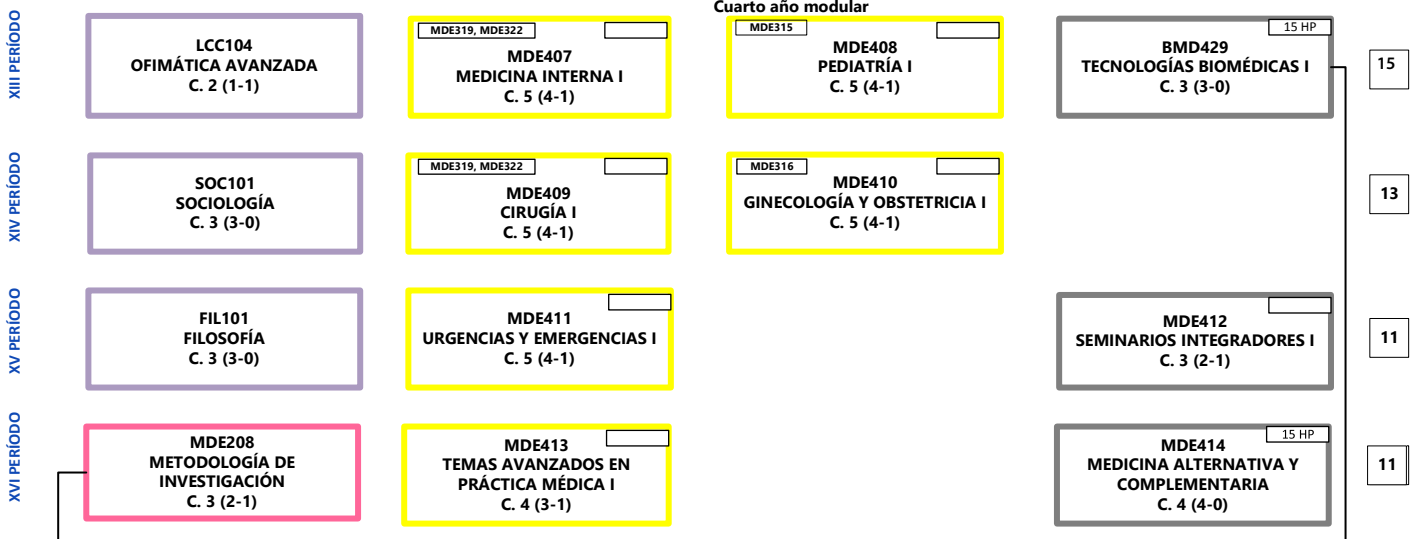 Cuarto año modular
XIII PERÍODO
LCC104
OFIMÁTICA AVANZADA
C. 2 (1-1)
MDE319, MDE322
MDE407
MEDICINA INTERNA I
C. 5 (4-1)
MDE315
MDE408
PEDIATRÍA I
C. 5 (4-1)
15 HP
BMD429
TECNOLOGÍAS BIOMÉDICAS I
C. 3 (3-0)
15
XIV PERÍODO
SOC101
SOCIOLOGÍA
C. 3 (3-0)
MDE319, MDE322
MDE409
CIRUGÍA I
C. 5 (4-1)
MDE316
MDE410
GINECOLOGÍA Y OBSTETRICIA I
C. 5 (4-1)
13
XV PERÍODO
FIL101
FILOSOFÍA
C. 3 (3-0)
MDE411
URGENCIAS Y EMERGENCIAS I
C. 5 (4-1)
MDE412
SEMINARIOS INTEGRADORES I
C. 3 (2-1)
11
XVI PERÍODO
MDE208
METODOLOGÍA DE
INVESTIGACIÓN
C. 3 (2-1)
MDE413
TEMAS AVANZADOS EN
PRÁCTICA MÉDICA I
C. 4 (3-1)
15 HP
MDE414
MEDICINA ALTERNATIVA Y
COMPLEMENTARIA
C. 4 (4-0)
11